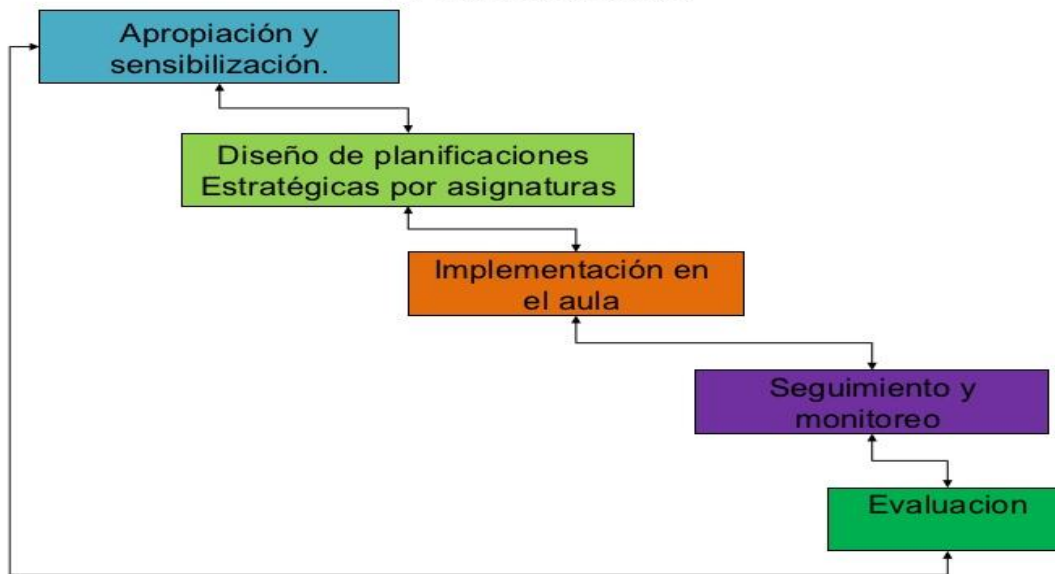 Apropiación y
sensibilización.
Diseño de planificaciones
Estratégicas por asignaturas
Implementación en
el aula
Seguimiento y
monitoreo
Evaluacion